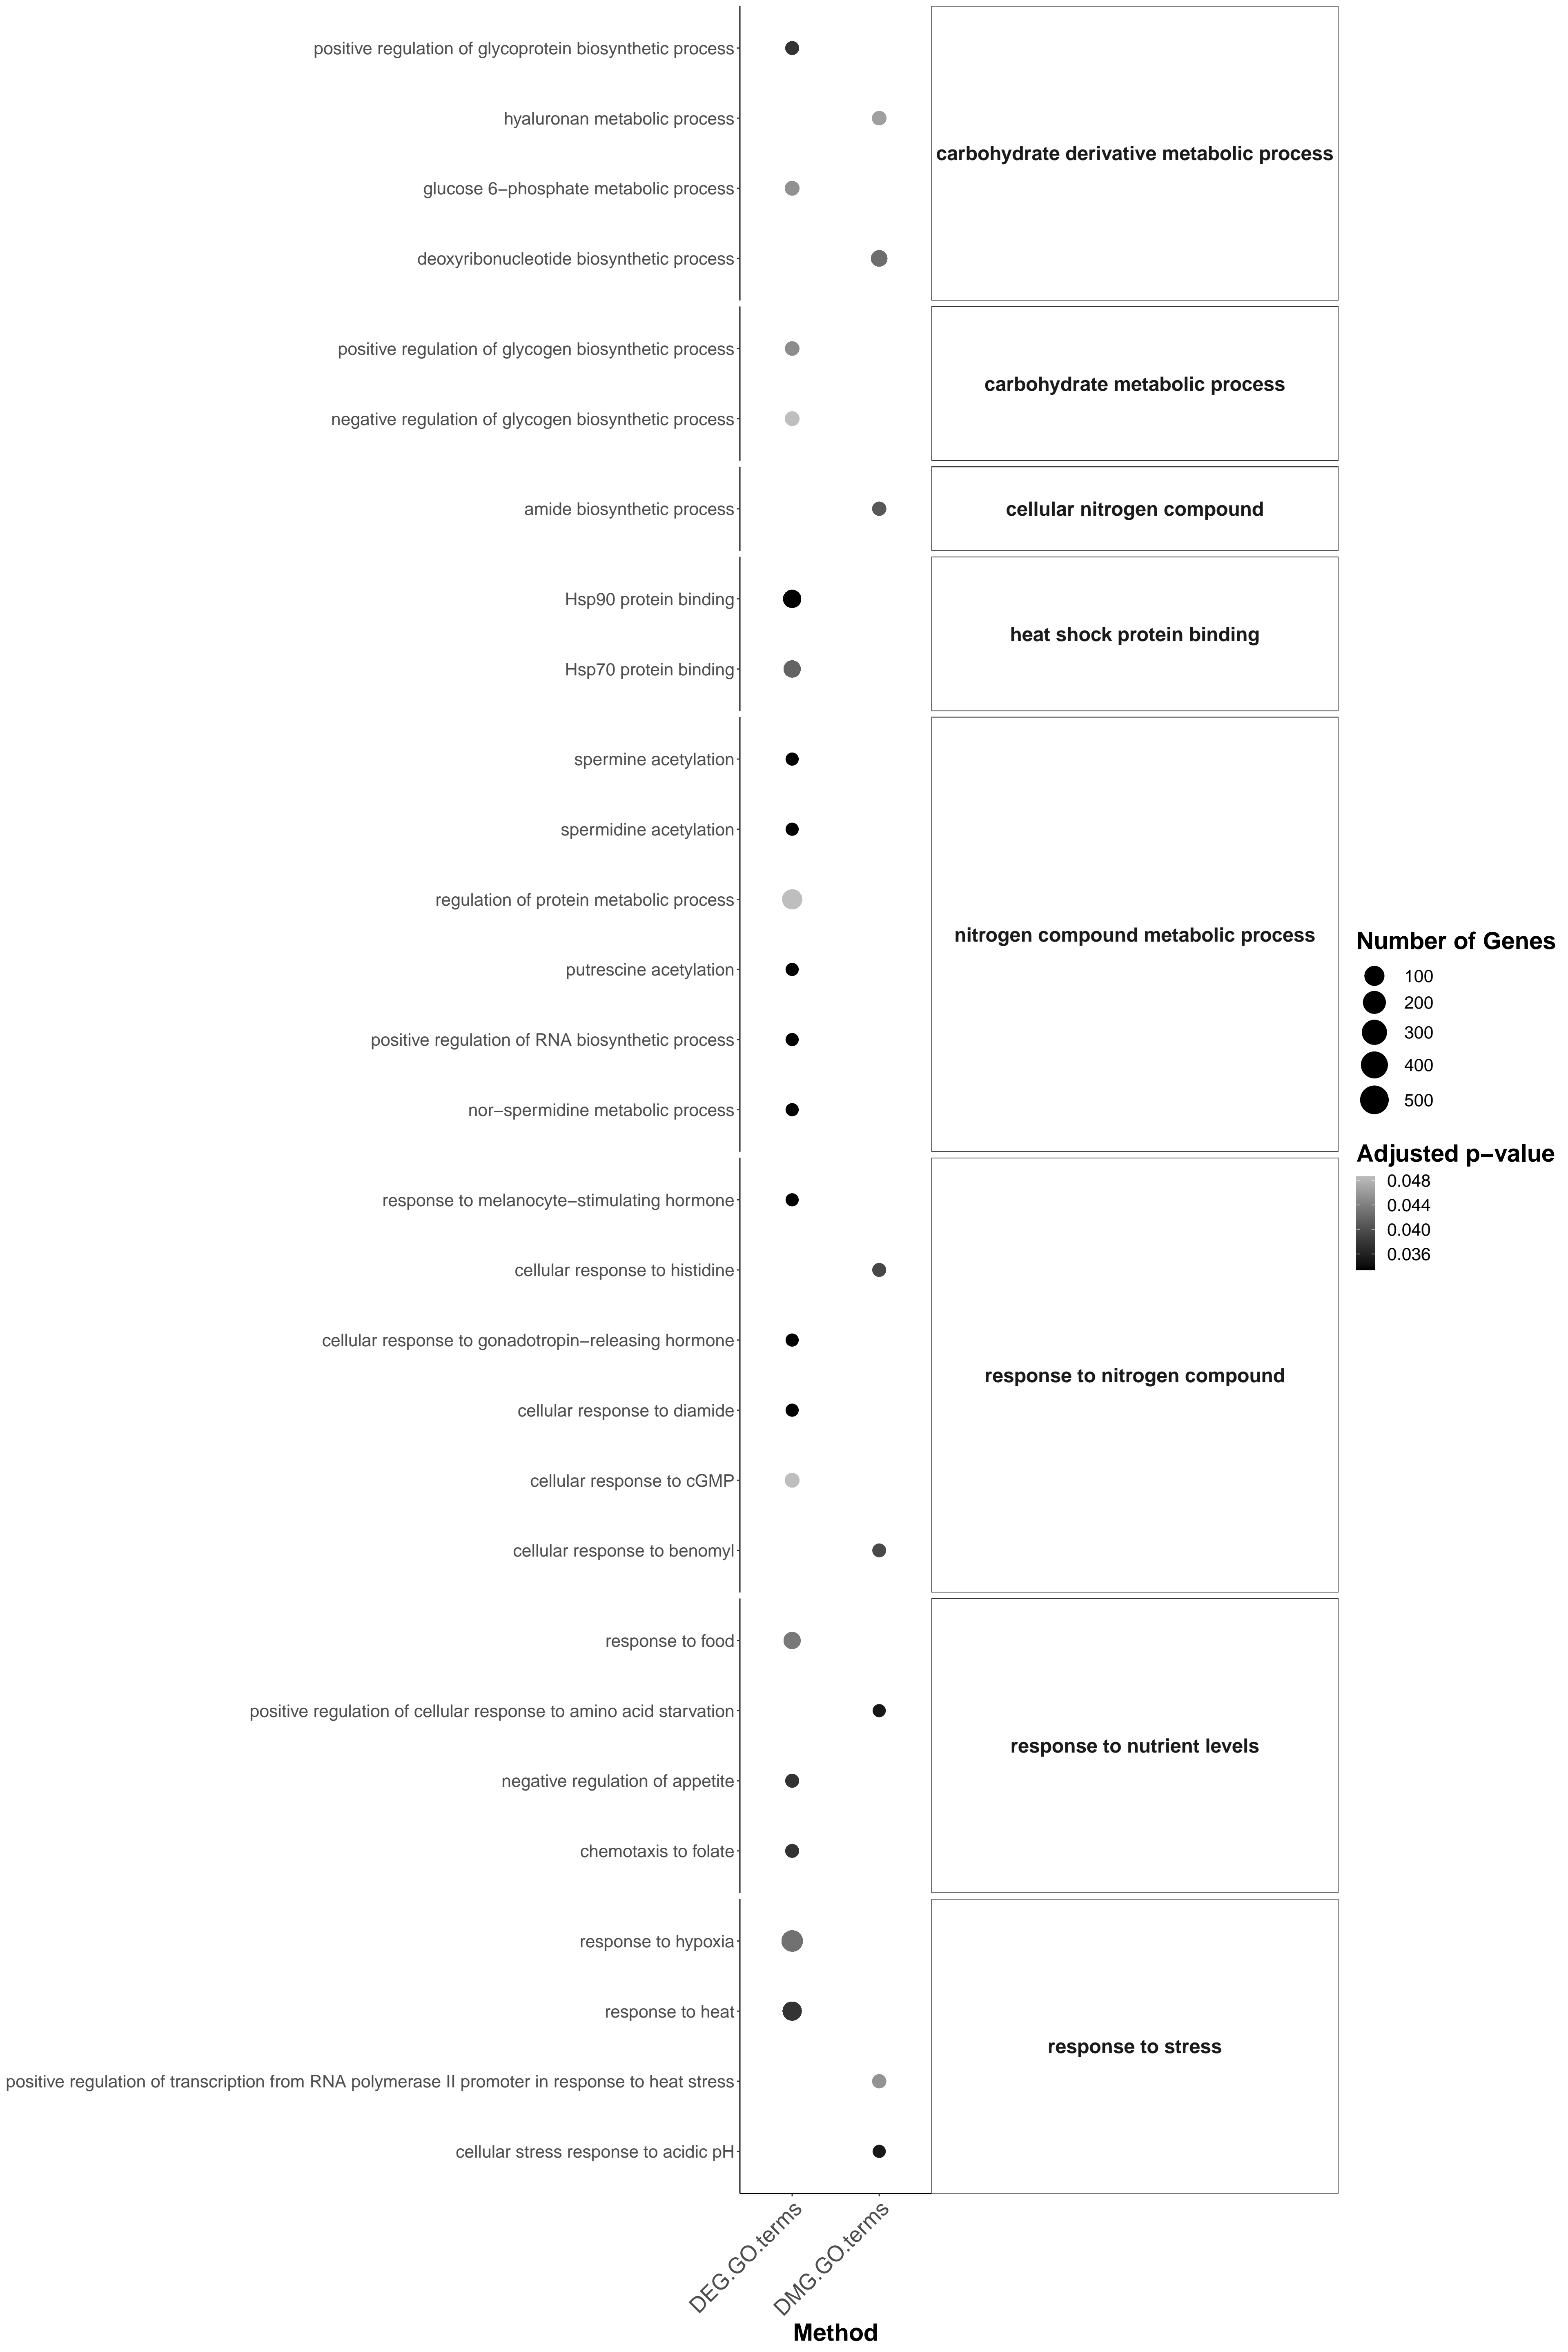 positive regulation of glycoprotein biosynthetic process
hyaluronan metabolic process
carbohydrate derivative metabolic process
glucose 6−phosphate metabolic process
deoxyribonucleotide biosynthetic process
positive regulation of glycogen biosynthetic process
carbohydrate metabolic process
negative regulation of glycogen biosynthetic process
amide biosynthetic process
cellular nitrogen compound
Hsp90 protein binding
heat shock protein binding
Hsp70 protein binding
spermine acetylation
spermidine acetylation
regulation of protein metabolic process
nitrogen compound metabolic process
putrescine acetylation
positive regulation of RNA biosynthetic process
nor−spermidine metabolic process
response to melanocyte−stimulating hormone
cellular response to histidine
cellular response to gonadotropin−releasing hormone
response to nitrogen compound
cellular response to diamide
cellular response to cGMP
cellular response to benomyl
response to food
positive regulation of cellular response to amino acid starvation
response to nutrient levels
negative regulation of appetite
chemotaxis to folate
response to hypoxia
response to heat
response to stress
positive regulation of transcription from RNA polymerase II promoter in response to heat stress
cellular stress response to acidic pH
DEG.GO.terms
DMG.GO.terms
Method
Number of Genes
100
200
300
400
500
Adjusted p−value
0.048
0.044
0.040
0.036